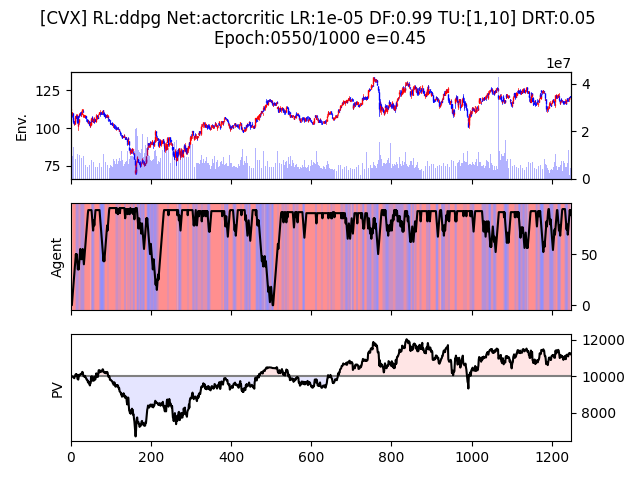 [CVX] RL:ddpg Net:actorcritic LR:1e-05 DF:0.99 TU:[1,10] DRT:0.05
Epoch:0550/1000 e=0.45
1e7
Env.
125
100
75
4
2
0
Agent
50
0
PV
12000
10000
8000
0 200 400 600 800 1000 1200